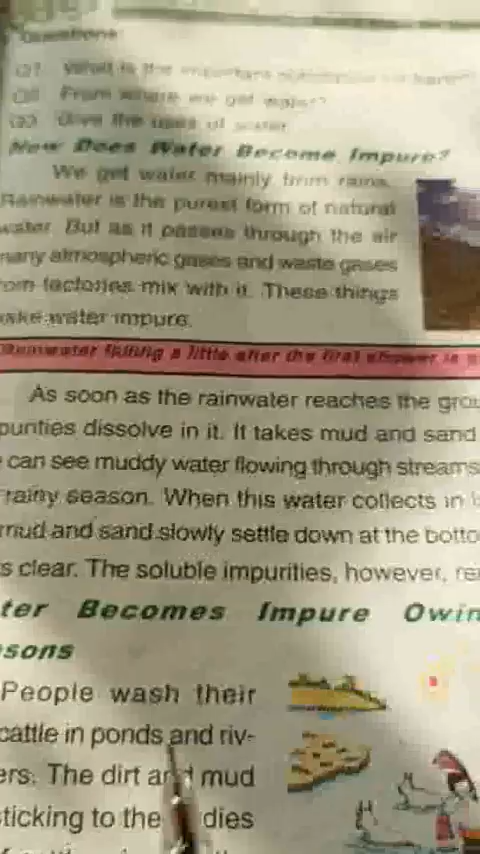 Questions:
Q1. What is the important
Q2. From where we get water?
Q3. Give the uses of water.
How Does Water Become Impure?
We get water mainly from rains.
Rainwater is the purest form of natural
water. But as it passes through the air
many atmospheric gases and waste gases
from factories mix with it. These things
make water impure.
Rainwater falling a little after the first shower is
As soon as the rainwater reaches the grou
purities dissolve in it. It takes mud and sand
can see muddy water flowing through streams
rainy season. When this water collects in
mud and sand slowly settle down at the botto
s clear. The soluble impurities, however, re
ter Becomes Impure Owin
sons
People wash their
cattle in ponds and riv-
ers. The dirt and mud
sticking to the dies